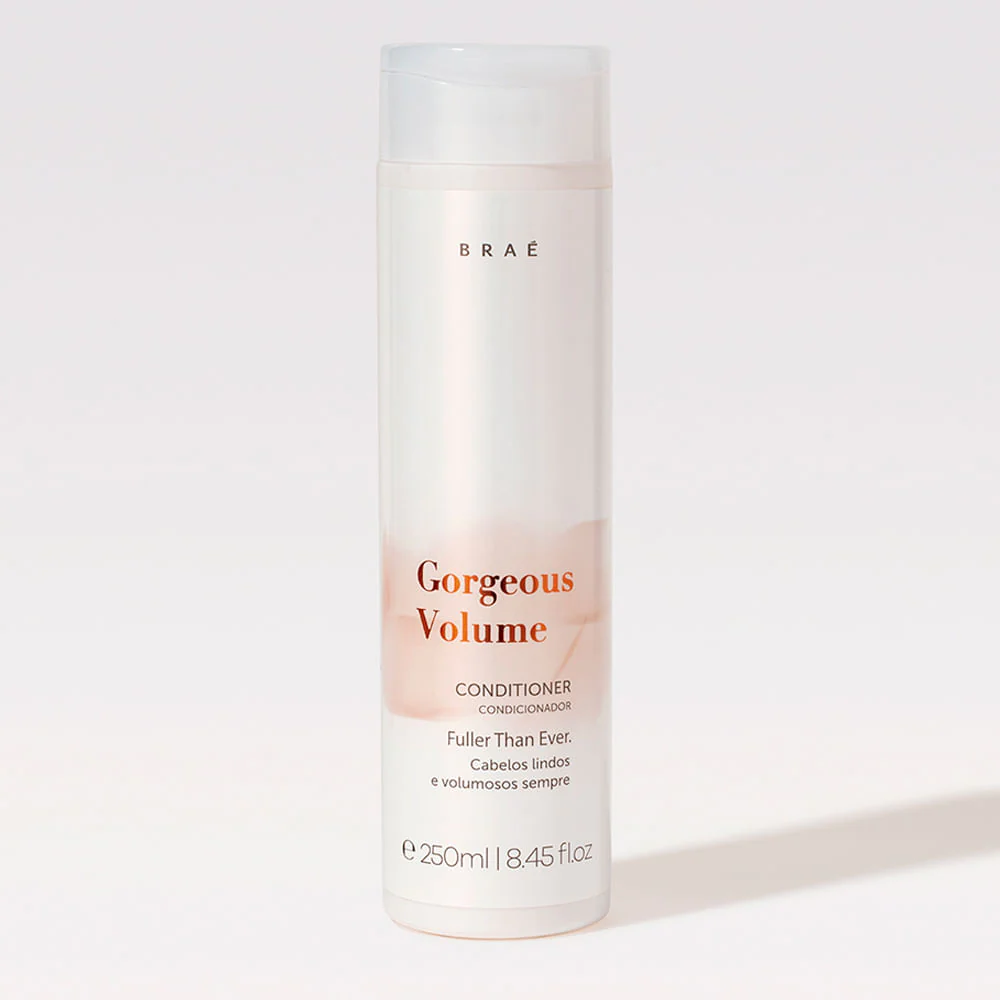 BRAÉ
Gorgeous
Volume
CONDITIONER
CONDICIONADOR
Fuller Than Ever.
Cabelos lindos
e volumosos sempre
℮ 250ml | 8.45 fl.oz